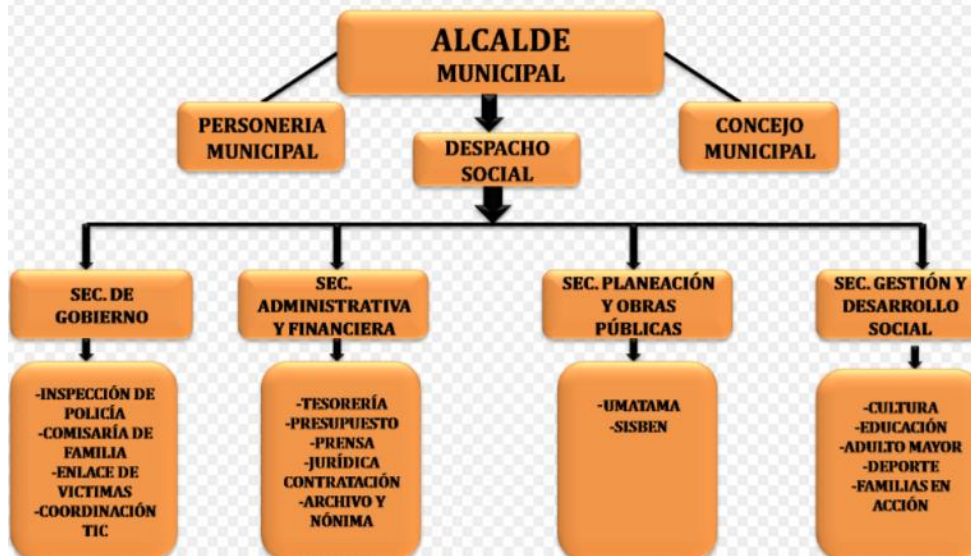 ALCALDE
MUNICIPAL
PERSONERIA
MUNICIPAL
CONCEJO
MUNICIPAL
DESPACHO
SOCIAL
SEC. DE
GOBIERNO
SEC.
ADMINISTRATIVA
Y FINANCIERA
SEC. PLANEACIÓN
Y OBRAS
PÚBLICAS
SEC. GESTIÓN Y
DESARROLLO
SOCIAL
-INSPECCIÓN DE
POLICÍA
-COMISARÍA DE
FAMILIA
-ENLACE DE
VICTIMAS
-COORDINACIÓN
TIC
-TESORERÍA
-PRESUPUESTO
-PRENSA
-JURÍDICA
CONTRATACIÓN
-ARCHIVO Y
NÓNIMA
-UMATAMA
-SISBEN
-CULTURA
-EDUCACIÓN
-ADULTO MAYOR
-DEPORTE
-FAMILIAS EN
ACCIÓN